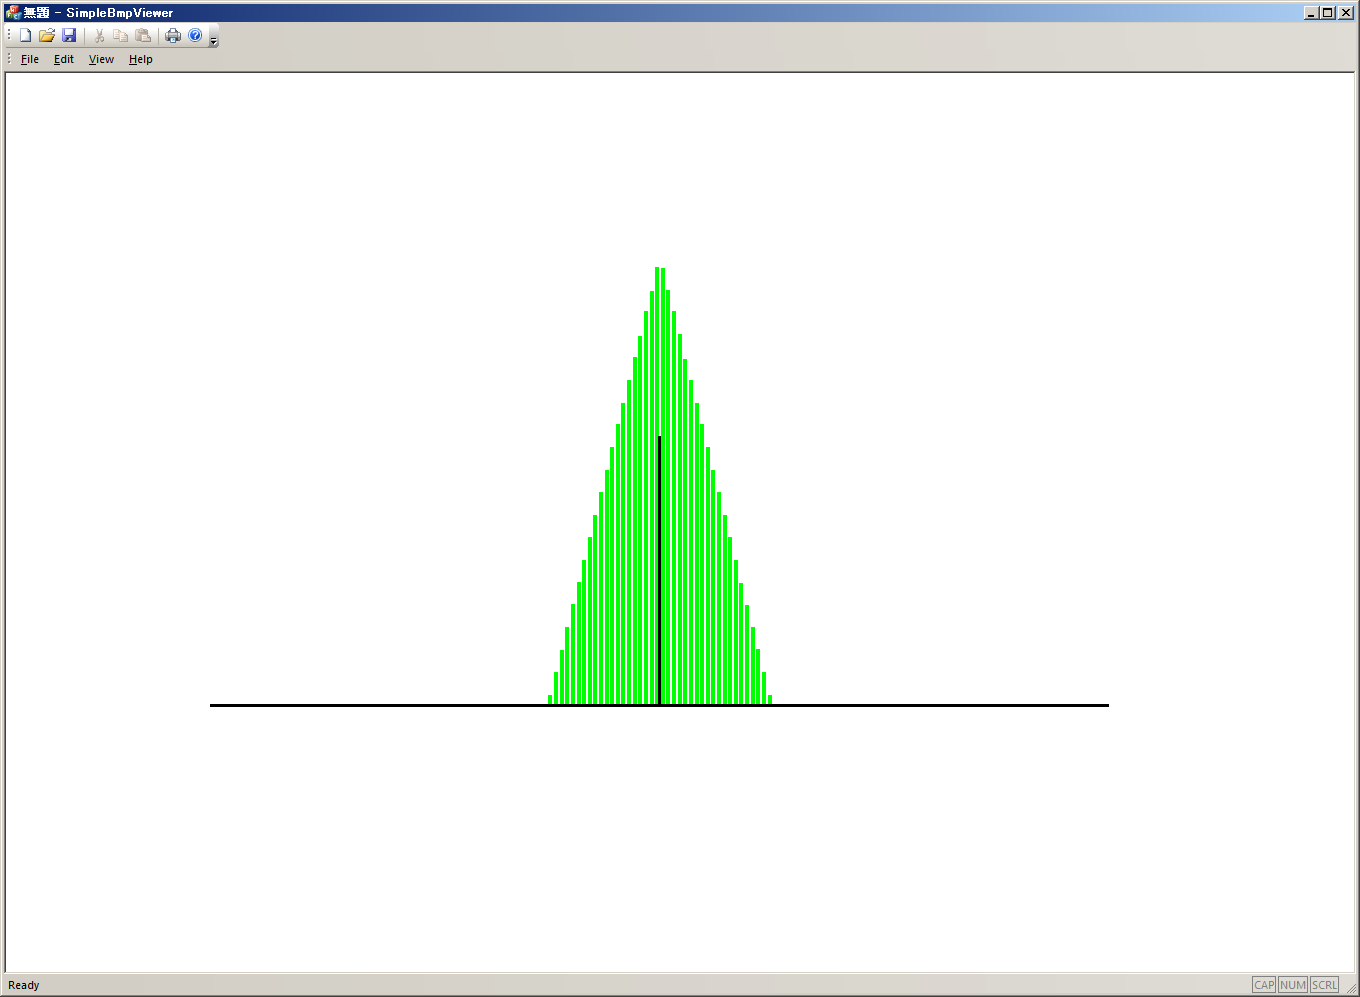 無題 - SimpleBmpViewer
File Edit View Help
Ready
CAP NUM SCRL